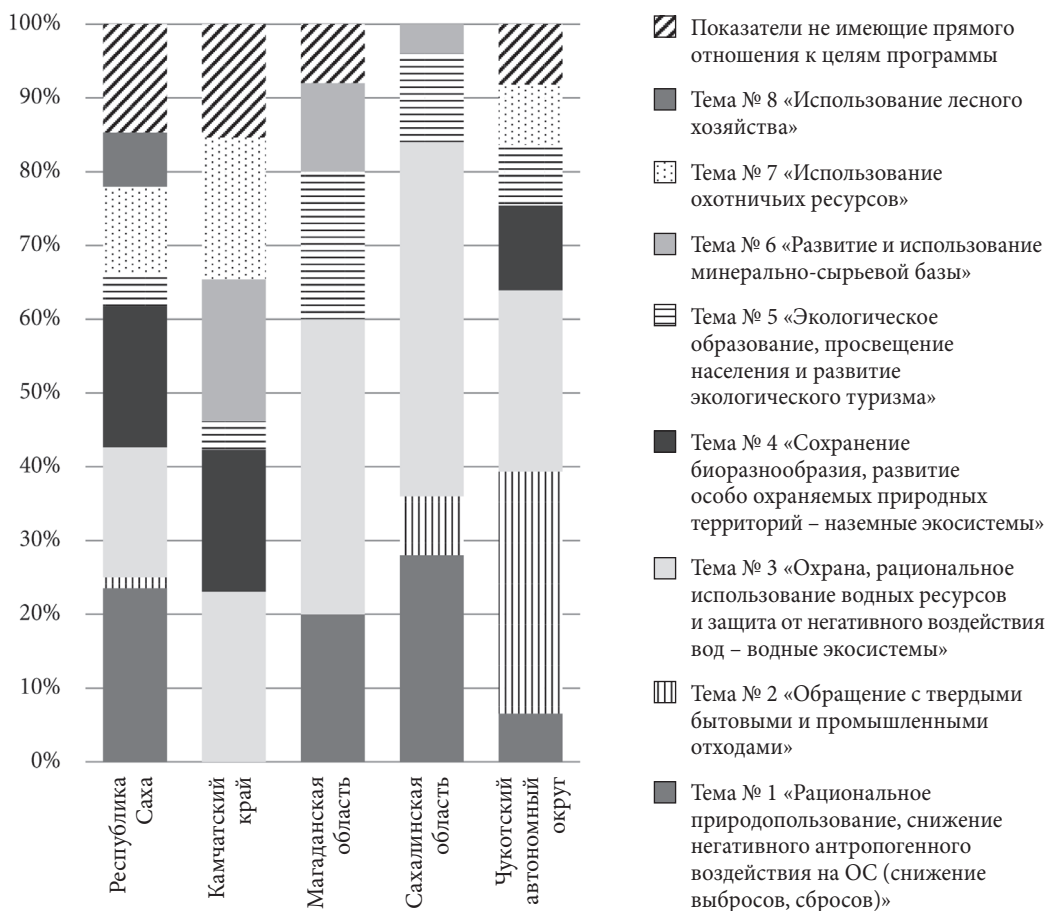 100%
90%
80%
70%
60%
50%
40%
30%
20%
10%
0%
Республика
Саха
Камчатский
край
Магаданская
область
Сахалинская
область
Чукотский
автономный
округ
Показатели не имеющие прямого
отношения к целям программы
Тема № 8 «Использование лесного
хозяйства»
Тема № 7 «Использование
охотничьих ресурсов»
Тема № 6 «Развитие и использование
минерально-сырьевой базы»
Тема № 5 «Экологическое
образование, просвещение
населения и развитие
экологического туризма»
Тема № 4 «Сохранение
биоразнообразия, развитие
особо охраняемых природных
территорий – наземные экосистемы»
Тема № 3 «Охрана, рациональное
использование водных ресурсов
и защита от негативного воздействия
вод – водные экосистемы»
Тема № 2 «Обращение с твердыми
бытовыми и промышленными
отходами»
Тема № 1 «Рациональное
природопользование, снижение
негативного антропогенного
воздействия на ОС (снижение
выбросов, сбросов)»